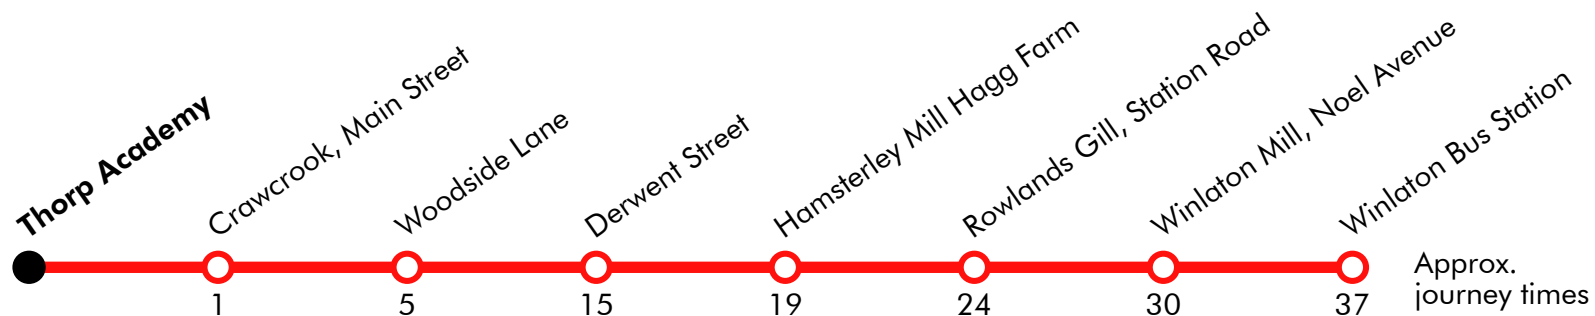 Thorp Academy
Crawcrook, Main Street
Woodside Lane
Derwent Street
Hamsterley Mill Hagg Farm
Rowlands Gill, Station Road
Winlaton Mill, Noel Avenue
Winlaton Bus Station
1 5 15 19 24 30 37
Approx.
journey times